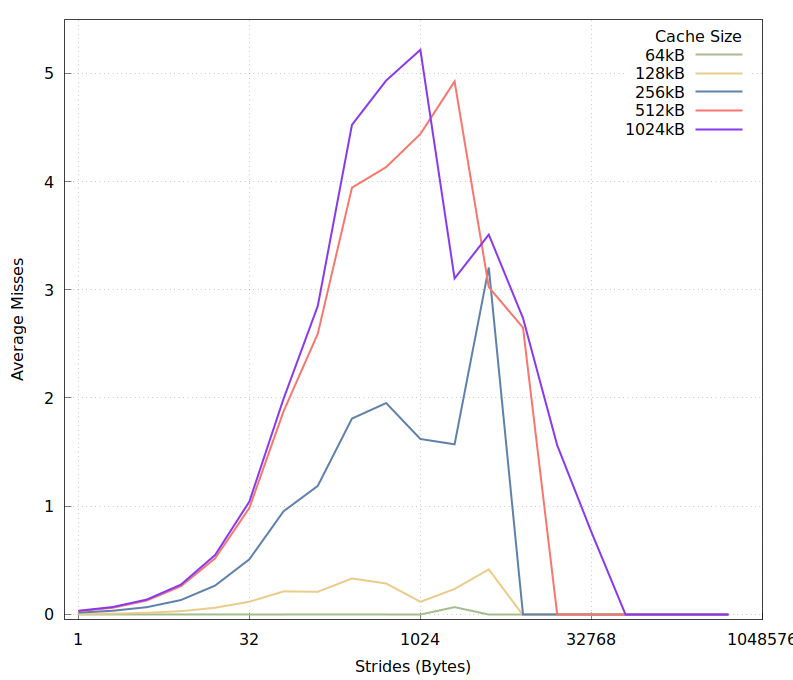 Cache Size
64kB
128kB
256kB
512kB
1024kB
5
4
3
2
1
0
Average Misses
1 32 1024 32768 1048576
Strides (Bytes)